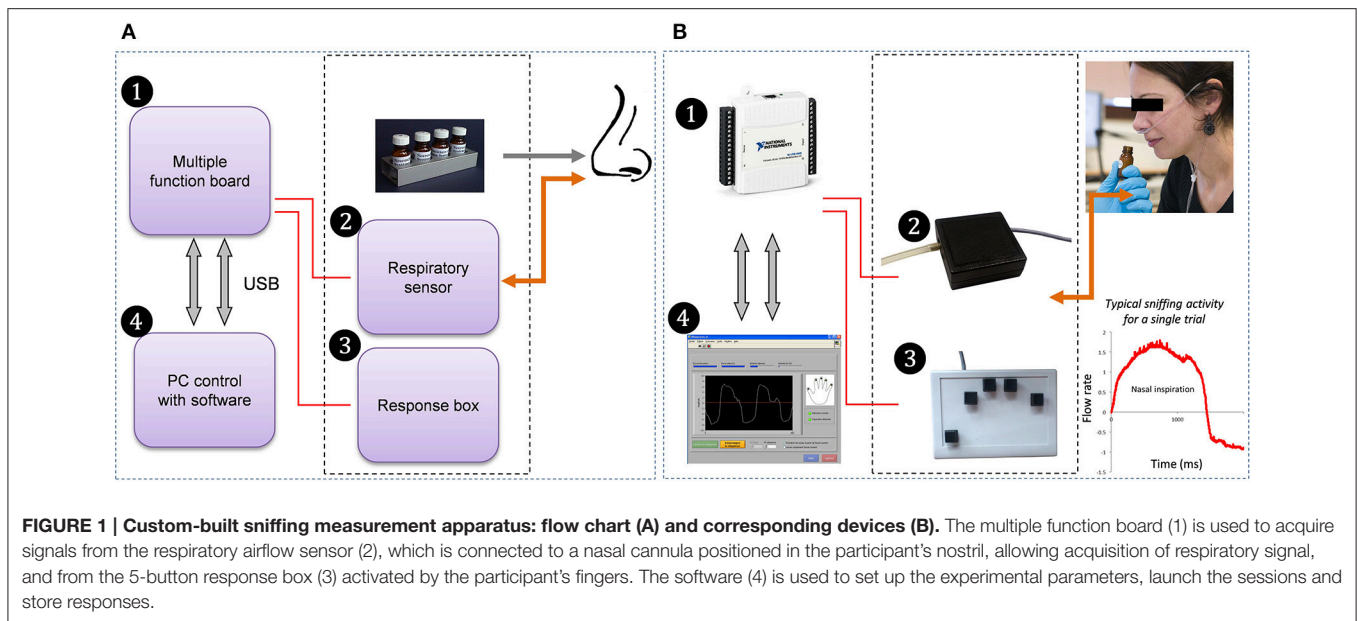 A
1
Multiple
function board
USB
4
PC control
with software
2
Respiratory
sensor
3
Response box
B
1
NATIONAL
INSTRUMENTS
2
4
3
Typical sniffing activity
for a single trial
Flow rate
2
1.5
1
0.5
0
-0.5
-1
-1.5
1000
Nasal inspiration
Time (ms)
FIGURE 1 | Custom-built sniffing measurement apparatus: flow chart (A) and corresponding devices (B). The multiple function board (1) is used to acquire
signals from the respiratory airflow sensor (2), which is connected to a nasal cannula positioned in the participant's nostril, allowing acquisition of respiratory signal,
and from the 5-button response box (3) activated by the participant's fingers. The software (4) is used to set up the experimental parameters, launch the sessions and
store responses.